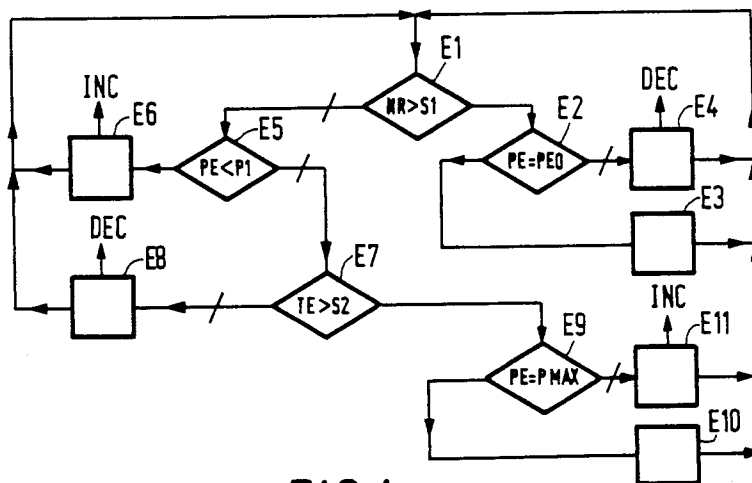 E1
NR>S1
INC
E6
E5
PE<P1
E2
PE=PE0
DEC
E4
E3
DEC
E8
E7
TE>S2
INC
E9
PE=PMAX
E11
E10